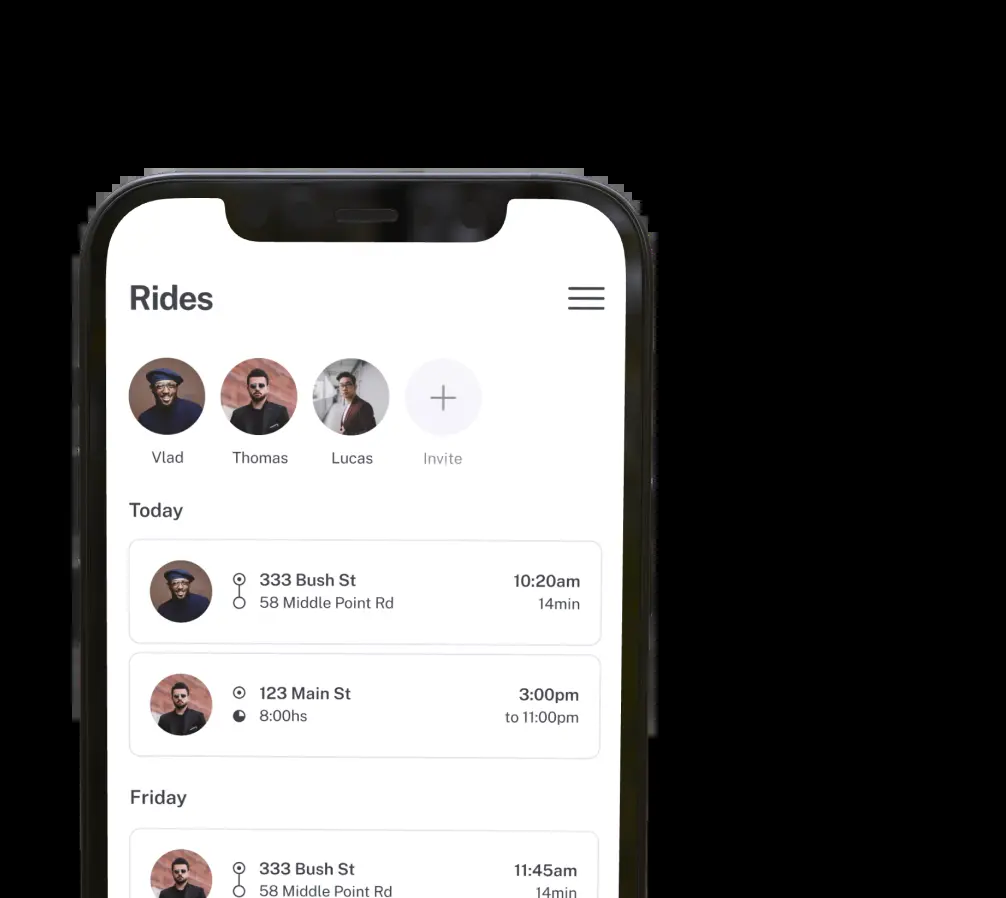 Rides
Vlad Thomas Lucas Invite
Today
333 Bush St 10:20am
58 Middle Point Rd 14min
123 Main St 3:00pm
8:00hs to 11:00pm
Friday
333 Bush St 11:45am
58 Middle Point Rd 14min